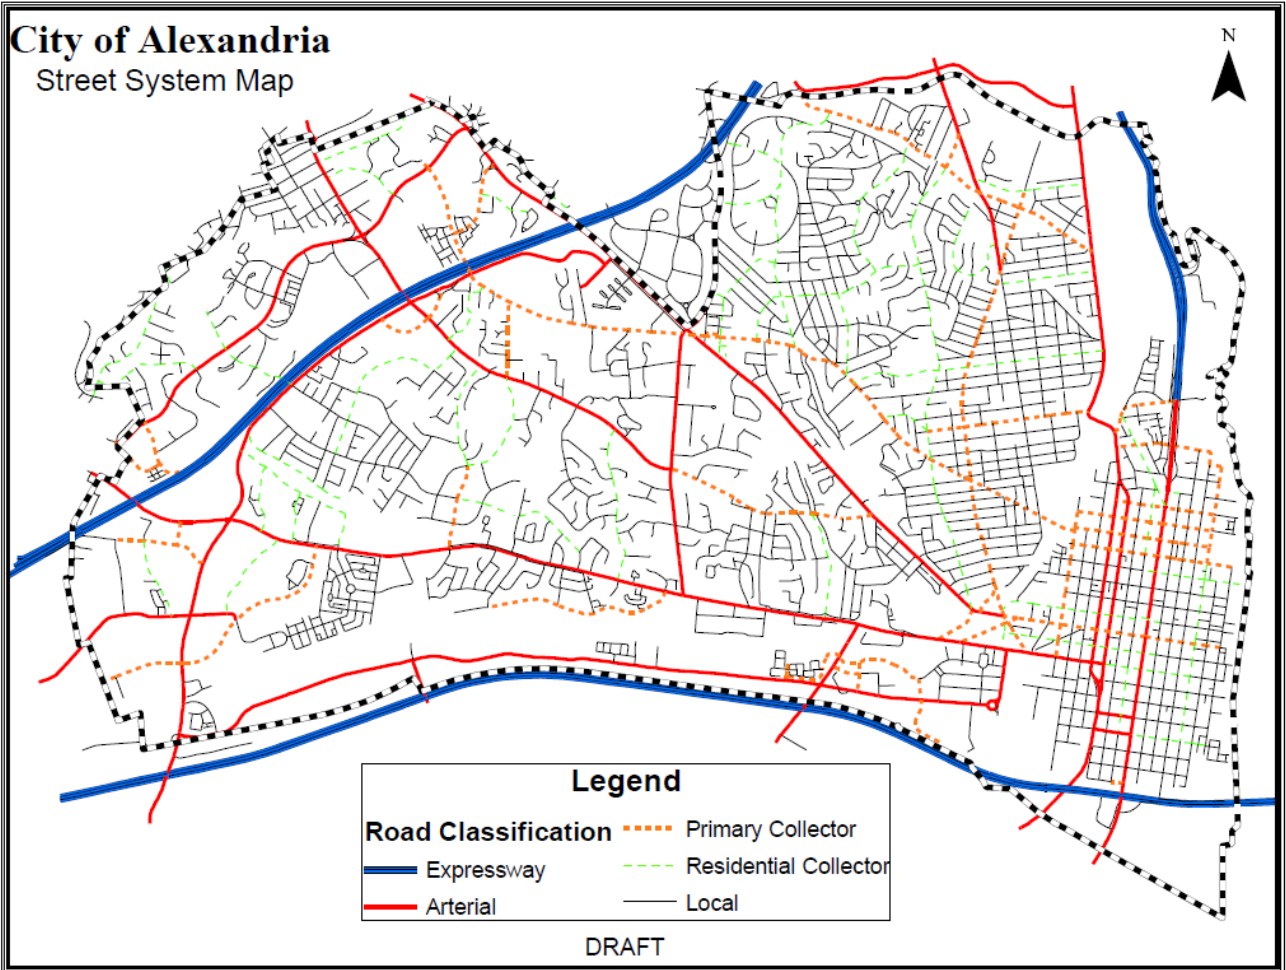 City of Alexandria
Street System Map
N
Legend
Road Classification
Primary Collector
Expressway
Residential Collector
Arterial
Local
DRAFT